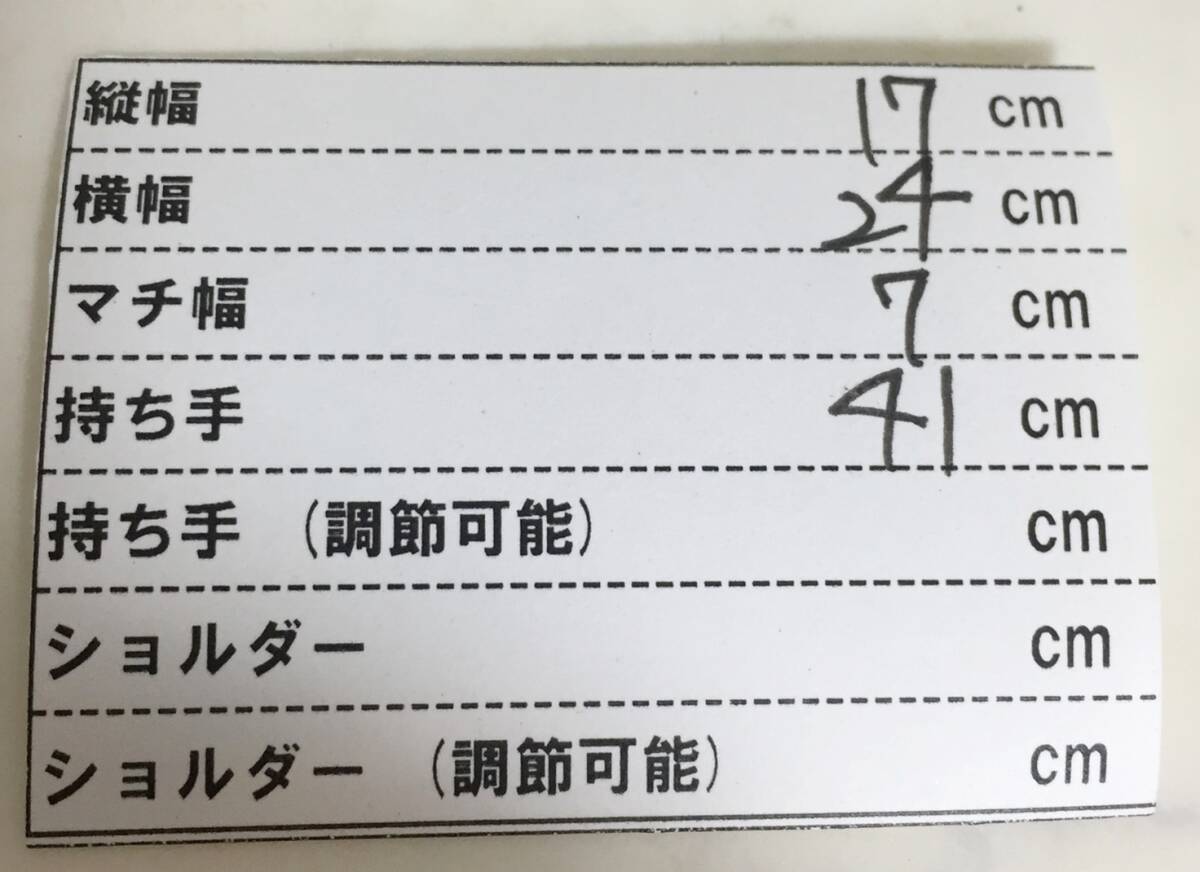 縦幅 17 cm
横幅 24 cm
マチ幅 7 cm
持ち手 41 cm
持ち手 (調節可能) cm
ショルダー cm
ショルダー (調節可能) cm